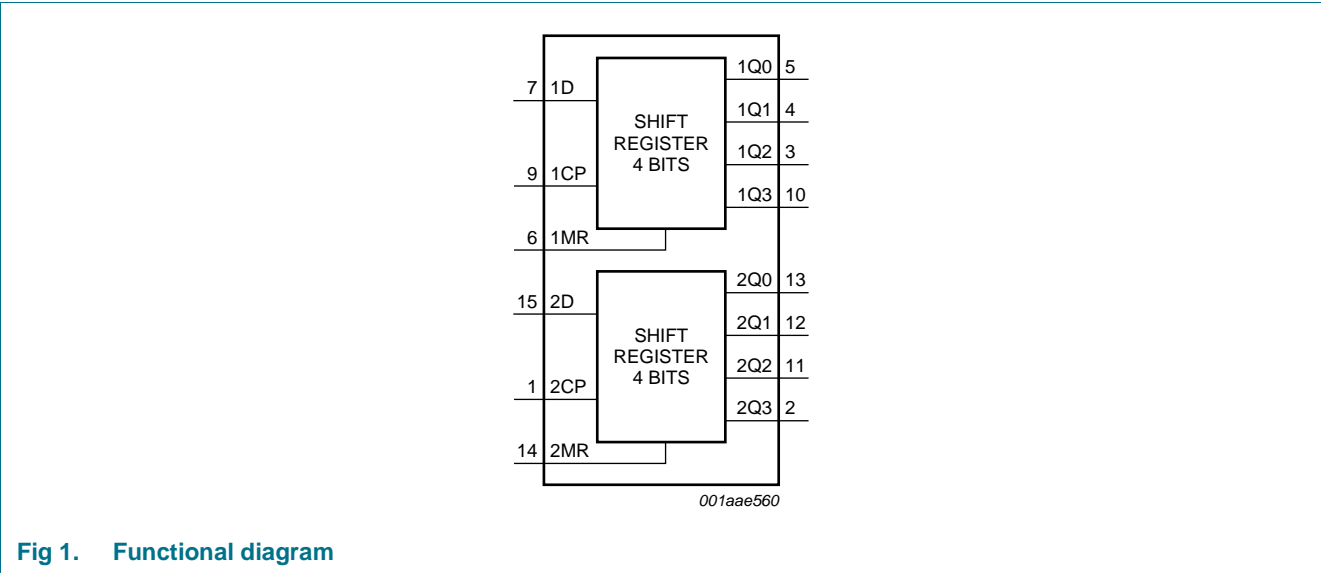 7 1D
9 1CP
6 1MR
SHIFT
REGISTER
4 BITS
1Q0 5
1Q1 4
1Q2 3
1Q3 10
15 2D
1 2CP
14 2MR
SHIFT
REGISTER
4 BITS
2Q0 13
2Q1 12
2Q2 11
2Q3 2
001aae560
Fig 1. Functional diagram